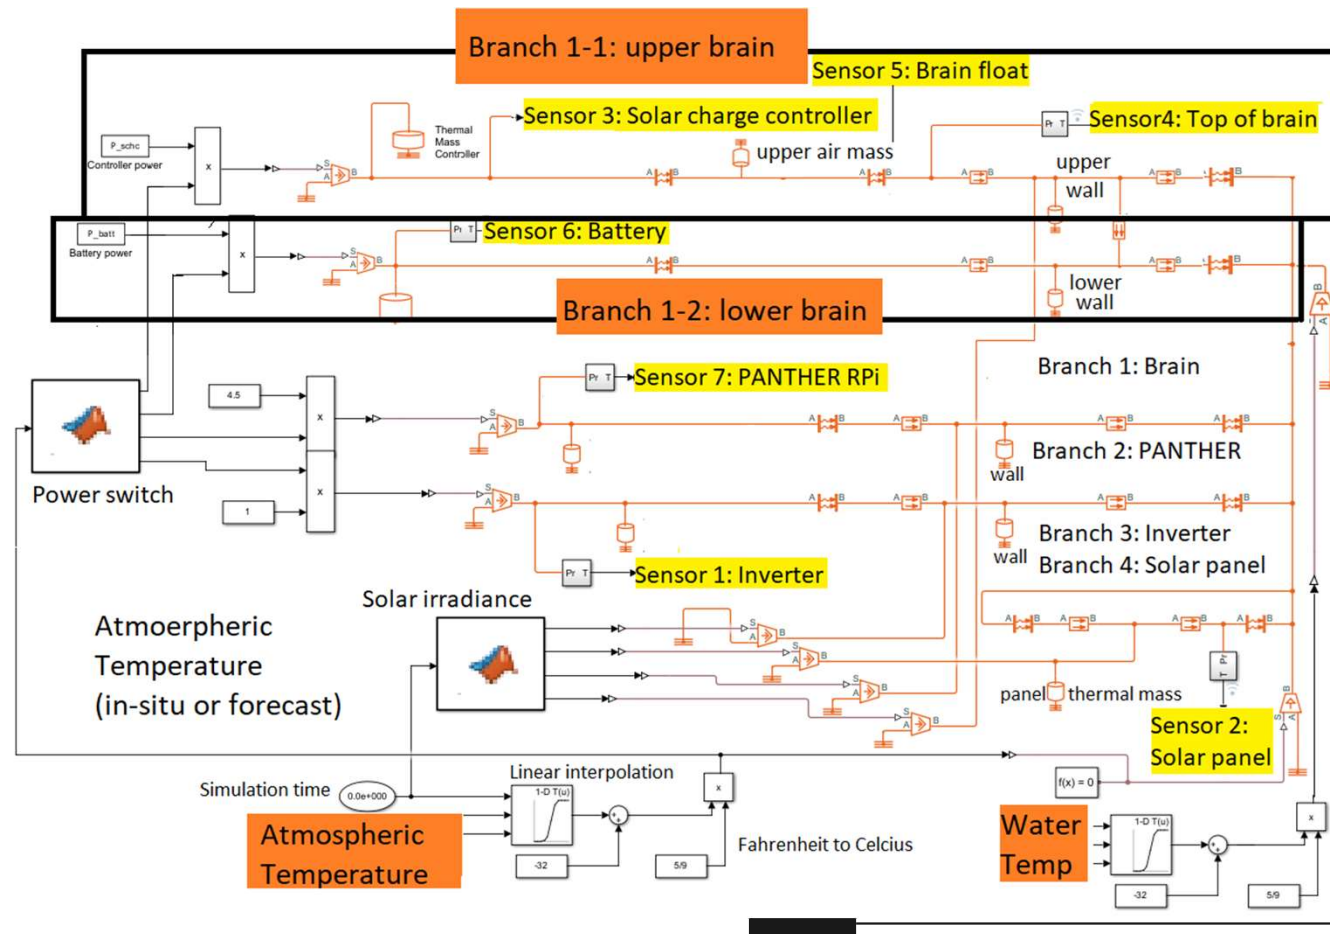 Branch 1-1: upper brain
Sensor 5: Brain float
Sensor 3: Solar charge controller
Pr T
Sensor4: Top of brain
P_schc
Controller power
x
Thermal
Mass
Controller
upper air mass
upper
wall
S
A
B
A B
A B
A B
A B
A B
P_batt
Battery power
x
Pr T
Sensor 6: Battery
S
A
B
A B
A B
A B
A B
lower
wall
B
A
Branch 1-2: lower brain
Branch 1: Brain
Pr T
Sensor 7: PANTHER RPi
4.5
x
S
A
B
A B
A B
A B
A B
Branch 2: PANTHER
wall
Power switch
1
x
S
A
B
A B
A B
A B
A B
wall
Branch 3: Inverter
Branch 4: Solar panel
Pr T
Sensor 1: Inverter
Solar irradiance
Atmoerpheric
Temperature
(in-situ or forecast)
S
A
B
S
A
B
S
A
B
S
A
B
A B
A B
A B
A B
T Pr
panel
thermal mass
Sensor 2:
Solar panel
B
S
A
f(x) = 0
Simulation time
0.0e+000
Linear interpolation
1-D T(u)
x
Atmospheric
Temperature
-32
5/9
Fahrenheit to Celcius
Water
Temp
1-D T(u)
x
-32
5/9